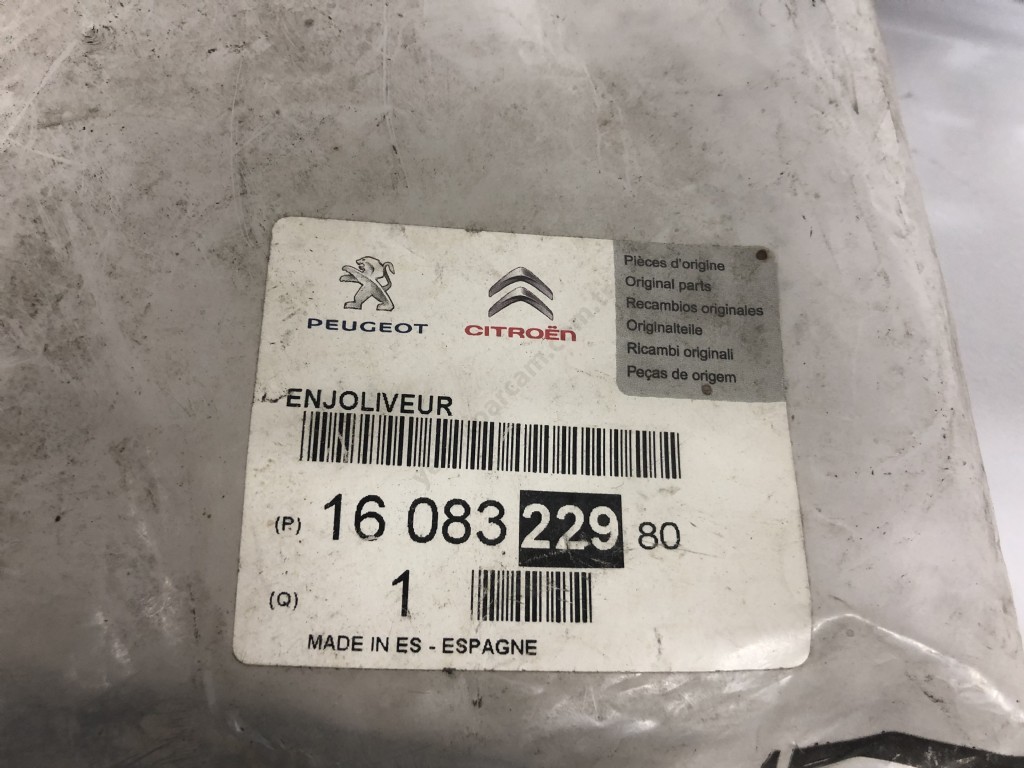 PEUGEOT
CITROËN
Pièces d'origine
Original parts
Recambios originales
Originalteile
Ricambi originali
Peças de origem
ENJOLIVEUR
(P) 16 083 229 80
(Q) 1
MADE IN ES - ESPAGNE